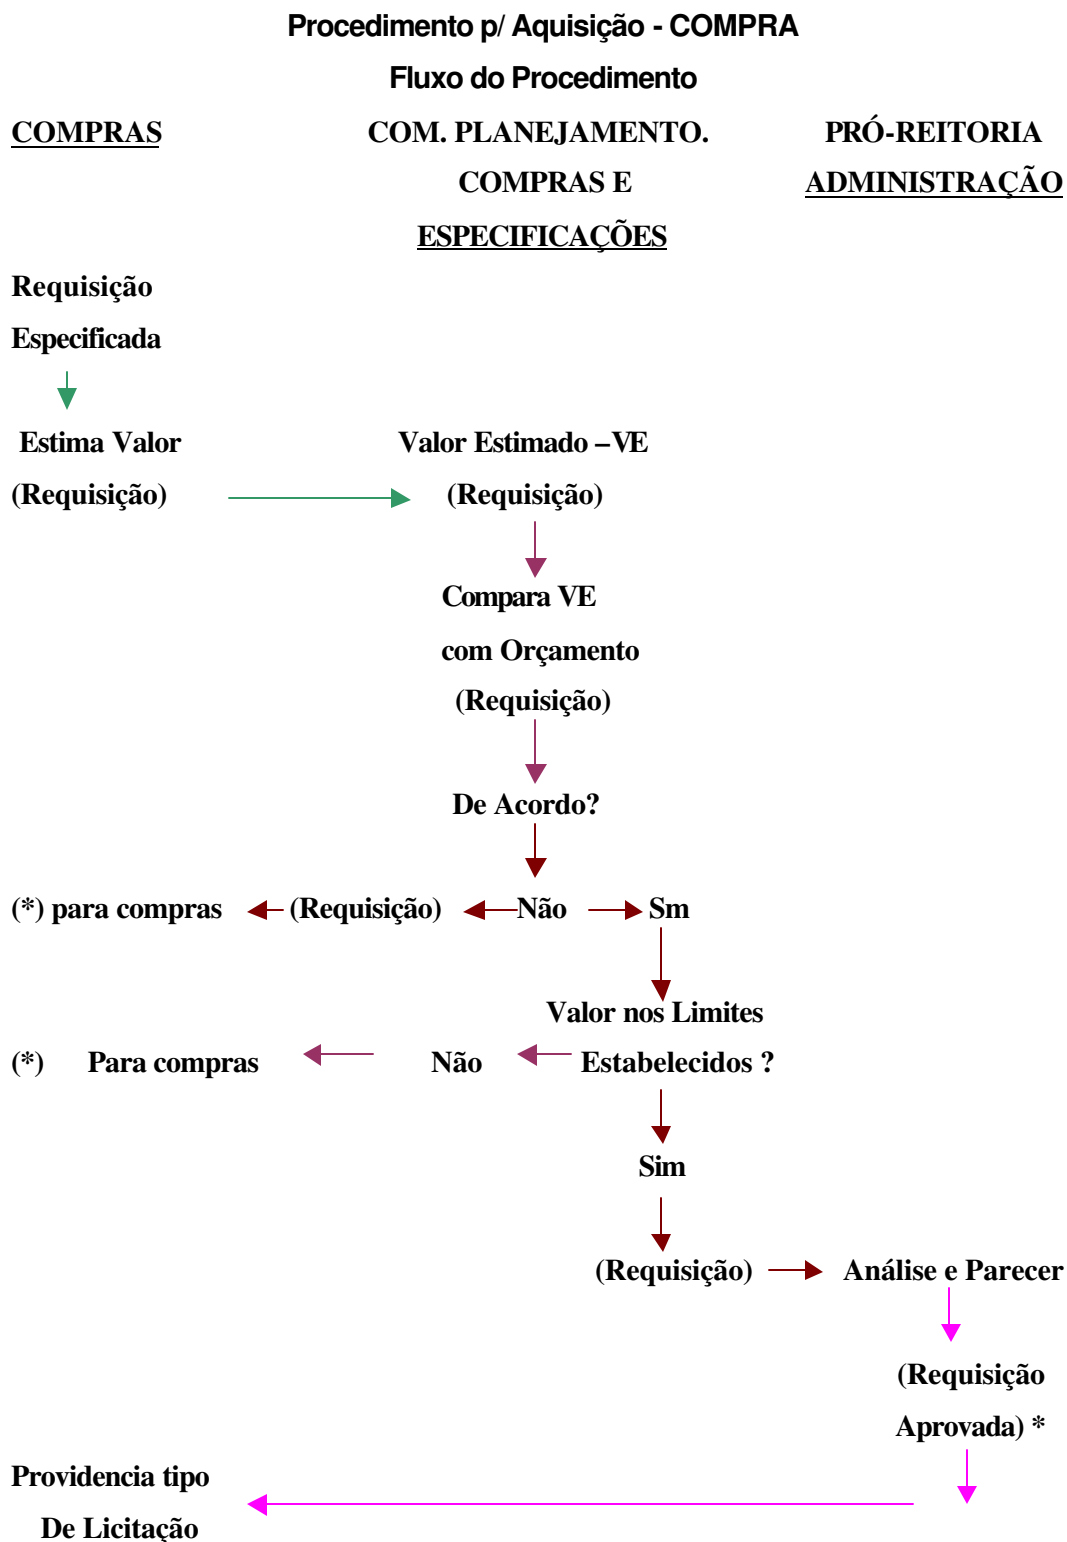 Procedimento p/ Aquisição - COMPRA
Fluxo do Procedimento
COMPRAS COM. PLANEJAMENTO. PRÓ-REITORIA
COMPRAS E ADMINISTRAÇÃO
ESPECIFICAÇÕES
Requisição
Especificada
Estima Valor Valor Estimado –VE
(Requisição) (Requisição)
Compara VE
com Orçamento
(Requisição)
De Acordo?
(*) para compras (Requisição) Não Sm
Valor nos Limites
(*) Para compras Não Estabelecidos ?
Sim
(Requisição) Análise e Parecer
(Requisição
Aprovada) *
Providencia tipo
De Licitação